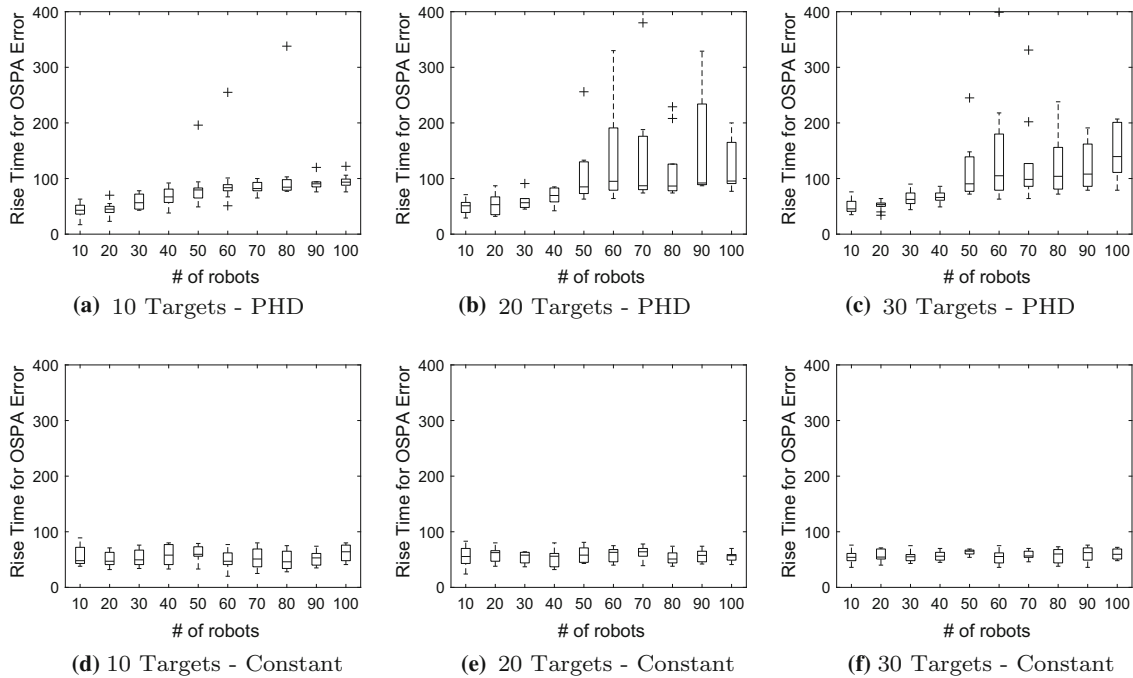 400
300
200
100
0
Rise Time for OSPA Error
10 20 30 40 50 60 70 80 90 100
# of robots
(a) 10 Targets - PHD
400
300
200
100
0
Rise Time for OSPA Error
10 20 30 40 50 60 70 80 90 100
# of robots
(b) 20 Targets - PHD
400
300
200
100
0
Rise Time for OSPA Error
10 20 30 40 50 60 70 80 90 100
# of robots
(c) 30 Targets - PHD
400
300
200
100
0
Rise Time for OSPA Error
10 20 30 40 50 60 70 80 90 100
# of robots
(d) 10 Targets - Constant
400
300
200
100
0
Rise Time for OSPA Error
10 20 30 40 50 60 70 80 90 100
# of robots
(e) 20 Targets - Constant
400
300
200
100
0
Rise Time for OSPA Error
10 20 30 40 50 60 70 80 90 100
# of robots
(f) 30 Targets - Constant